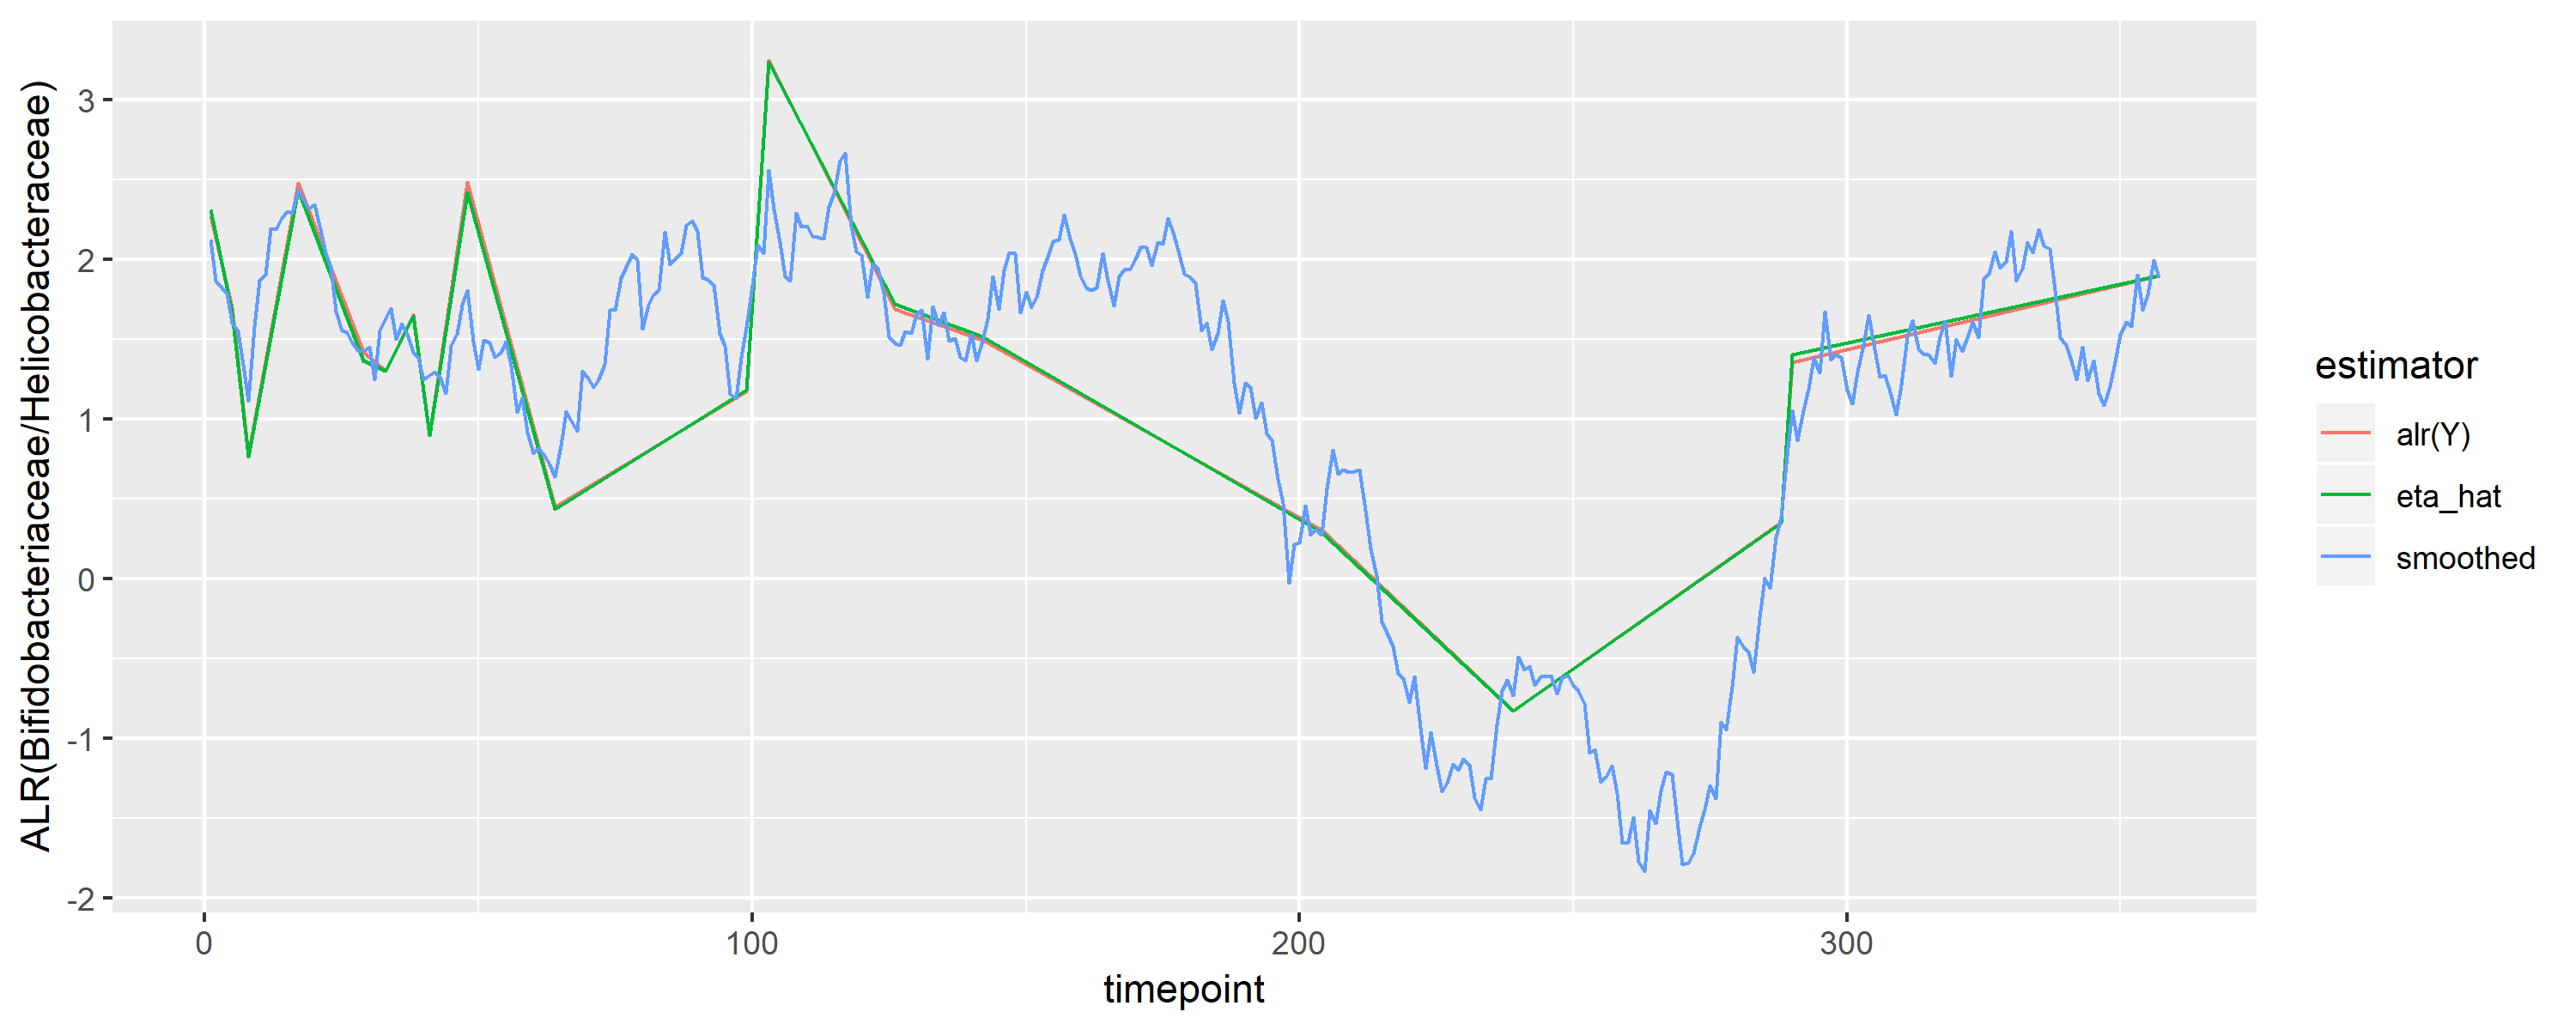 ALR(Bifidobacteriaceae/Helicobacteraceae)
3
2
1
0
-1
-2
0 100 200 300
timepoint
estimator
alr(Y)
eta_hat
smoothed